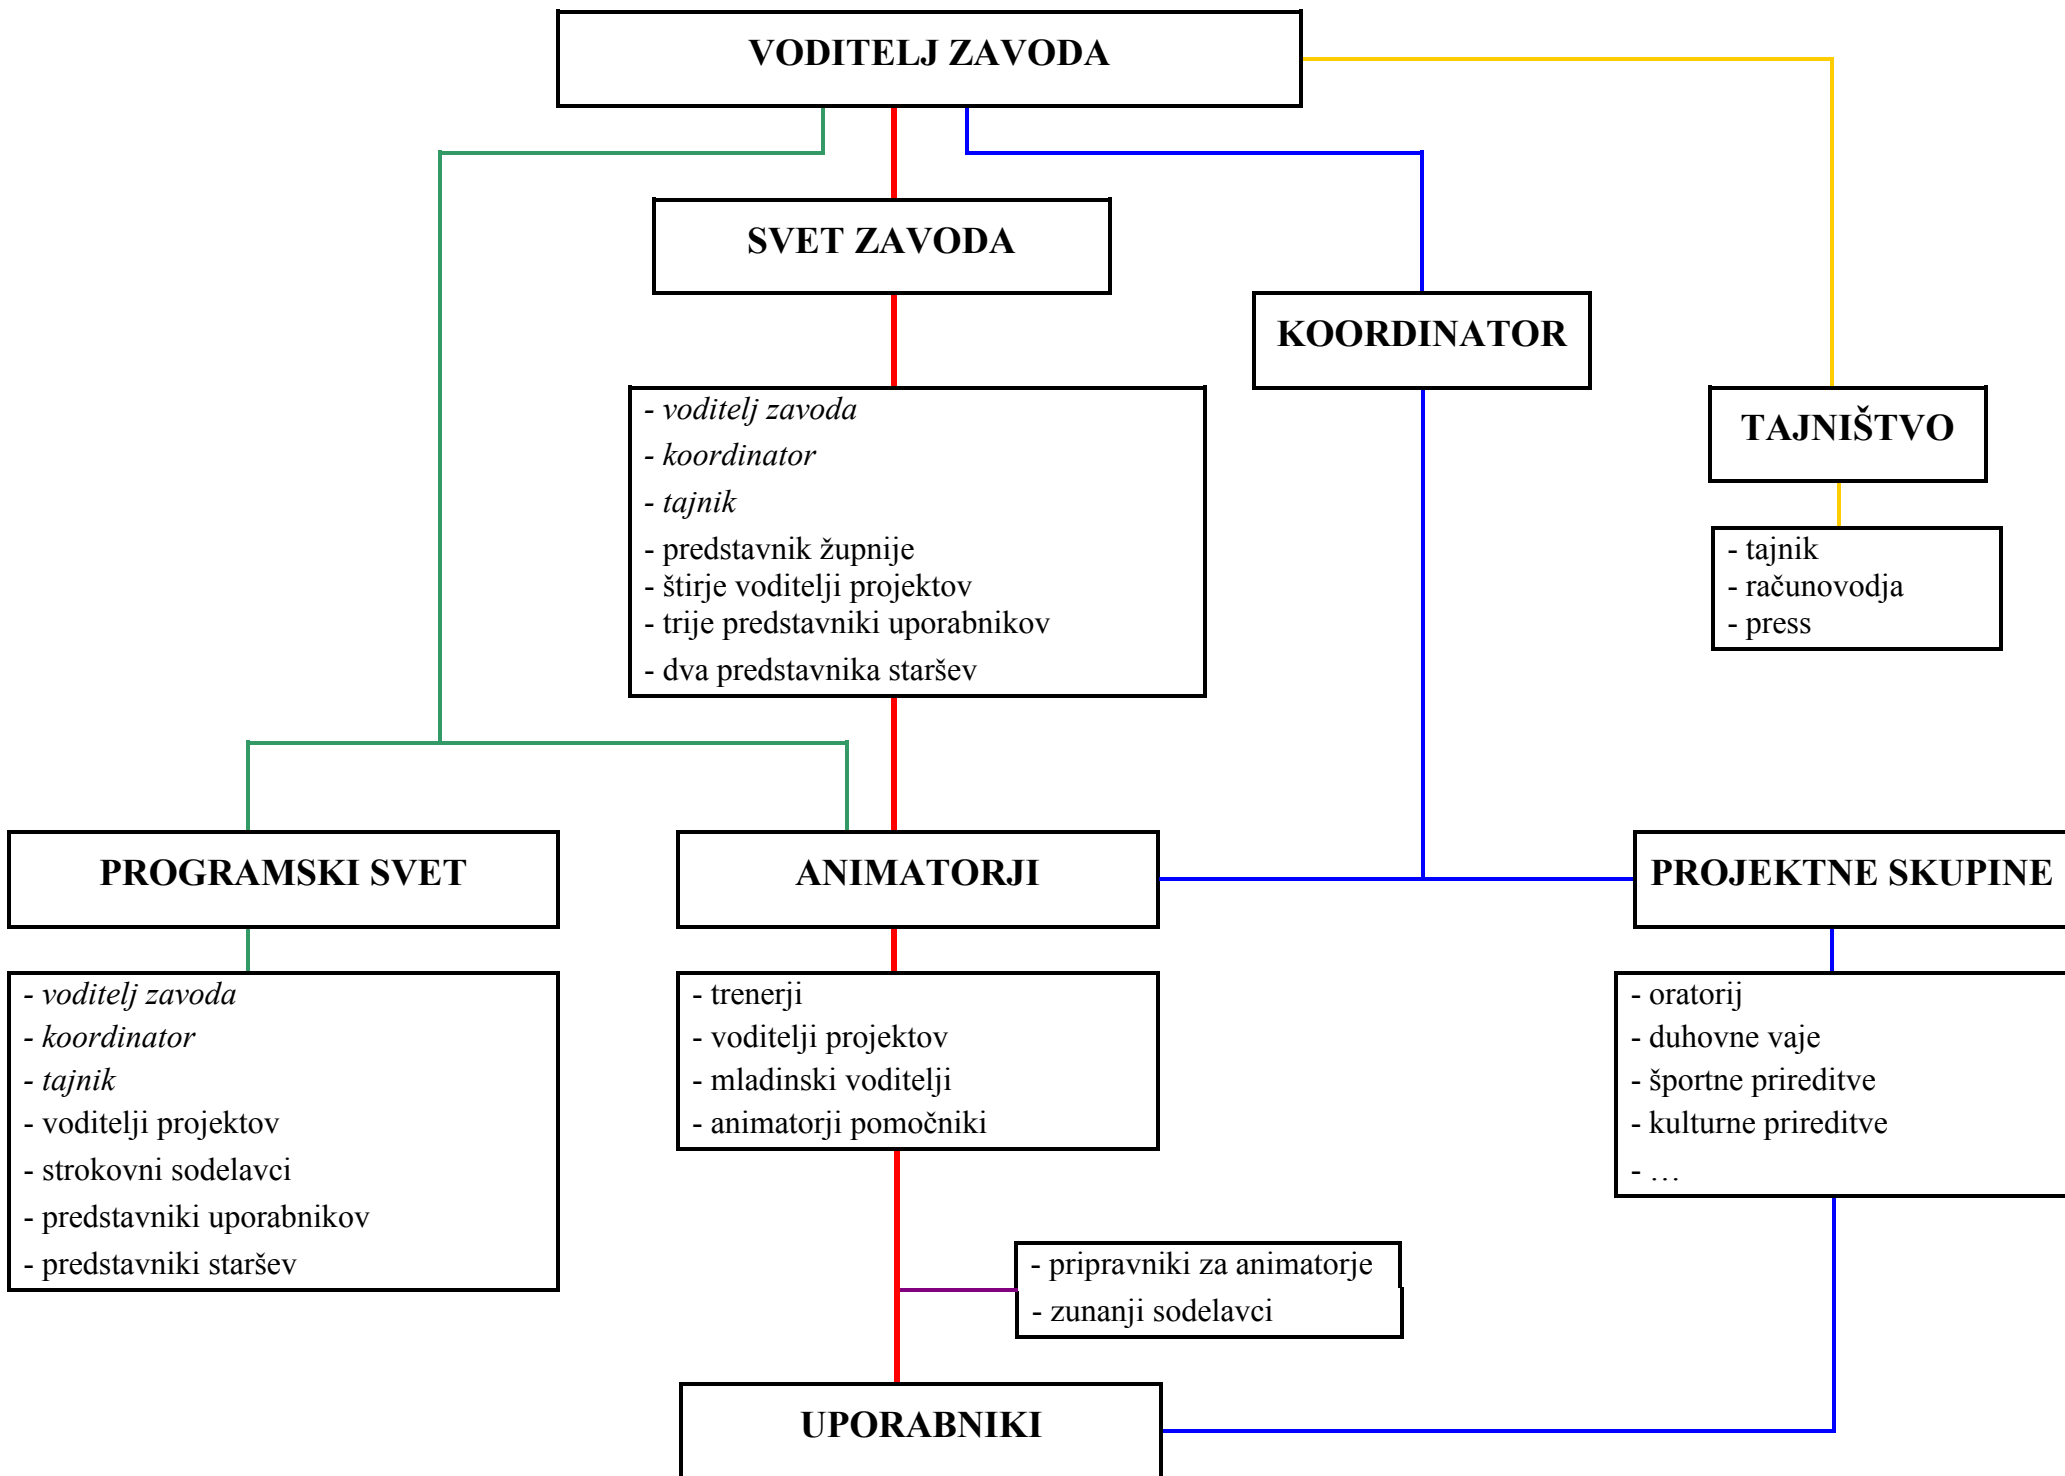 VODITELJ ZAVODA
SVET ZAVODA
KOORDINATOR
TAJNIŠTVO
- voditelj zavoda
- koordinator
- tajnik
- predstavnik župnije
- štirje voditelji projektov
- trije predstavniki uporabnikov
- dva predstavnika staršev
- tajnik
- računovodja
- press
PROGRAMSKI SVET
ANIMATORJI
PROJEKTNE SKUPINE
- voditelj zavoda
- koordinator
- tajnik
- voditelji projektov
- strokovni sodelavci
- predstavniki uporabnikov
- predstavniki staršev
- trenerji
- voditelji projektov
- mladinski voditelji
- animatorji pomočniki
- oratorij
- duhovne vaje
- športne prireditve
- kulturne prireditve
- …
- pripravniki za animatorje
- zunanji sodelavci
UPORABNIKI